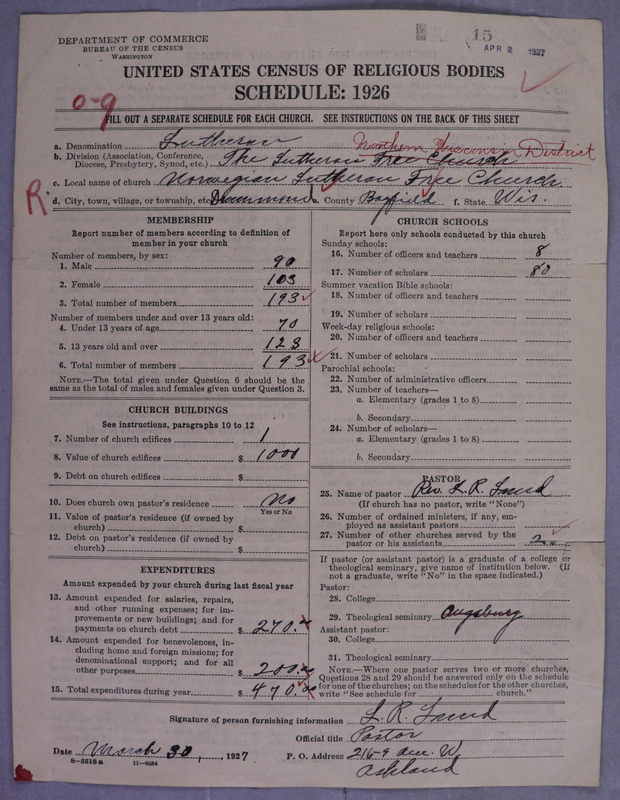 15
APR 2 1927
DEPARTMENT OF COMMERCE
BUREAU OF THE CENSUS
WASHINGTON
UNITED STATES CENSUS OF RELIGIOUS BODIES
SCHEDULE: 1926
0-9
FILL OUT A SEPARATE SCHEDULE FOR EACH CHURCH. SEE INSTRUCTIONS ON THE BACK OF THIS SHEET
a. Denomination Lutheran Northern Wisconsin District
b. Division (Association, Conference, Diocese, Presbytery, Synod, etc.) The Lutheran Free Church
c. Local name of church Norwegian Lutheran Free Church
R
d. City, town, village, or township, etc. Drummond e. County Bayfield f. State Wis.
MEMBERSHIP
Report number of members according to definition of
member in your church
Number of members, by sex:
1. Male 90
2. Female 103
3. Total number of members 193
Number of members under and over 13 years old:
4. Under 13 years of age 70
5. 13 years old and over 123
6. Total number of members 193
NOTE.—The total given under Question 6 should be the
same as the total of males and females given under Question 3.
CHURCH BUILDINGS
See instructions, paragraphs 10 to 12
7. Number of church edifices 1
8. Value of church edifices $ 1000
9. Debt on church edifices $
10. Does church own pastor's residence No
Yes or No
11. Value of pastor's residence (if owned by
church) $
12. Debt on pastor's residence (if owned by
church) $
EXPENDITURES
Amount expended by your church during last fiscal year
13. Amount expended for salaries, repairs,
and other running expenses; for im-
provements or new buildings; and for
payments on church debt $ 270.
14. Amount expended for benevolences, in-
cluding home and foreign missions; for
denominational support; and for all
other purposes $ 200.
15. Total expenditures during year $ 470.
CHURCH SCHOOLS
Report here only schools conducted by this church
Sunday schools:
16. Number of officers and teachers 8
17. Number of scholars 80
Summer vacation Bible schools:
18. Number of officers and teachers
19. Number of scholars
Week-day religious schools:
20. Number of officers and teachers
21. Number of scholars
Parochial schools:
22. Number of administrative officers
23. Number of teachers—
a. Elementary (grades 1 to 8)
b. Secondary
24. Number of scholars—
a. Elementary (grades 1 to 8)
b. Secondary
PASTOR
25. Name of pastor Rev. L. R. Lund
(If church has no pastor, write "None")
26. Number of ordained ministers, if any, em-
ployed as assistant pastors
27. Number of other churches served by the
pastor or his assistants 2
If pastor (or assistant pastor) is a graduate of a college or
theological seminary, give name of institution below. (If
not a graduate, write "No" in the space indicated.)
Pastor:
28. College
29. Theological seminary Augsburg
Assistant pastor:
30. College
31. Theological seminary
NOTE.—Where one pastor serves two or more churches,
Questions 28 and 29 should be answered only on the schedule
for one of the churches; on the schedules for the other churches,
write "See schedule for church."
Signature of person furnishing information L. R. Lund
Official title Pastor
Date March 30, 1927 P. O. Address 216-9 Ave. W.
Ashland
8-5518 a 11-9054